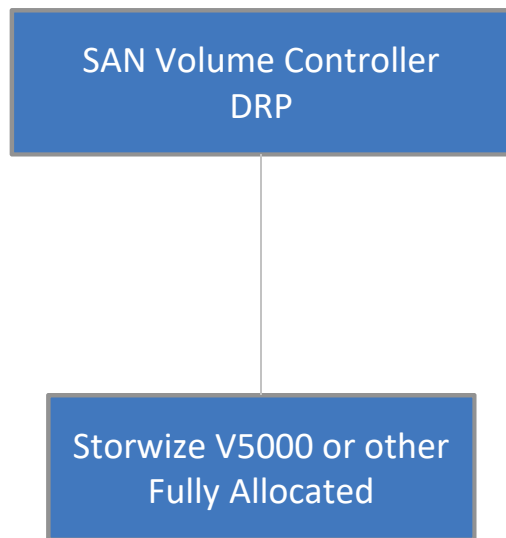 SAN Volume Controller
DRP
Storwize V5000 or other
Fully Allocated